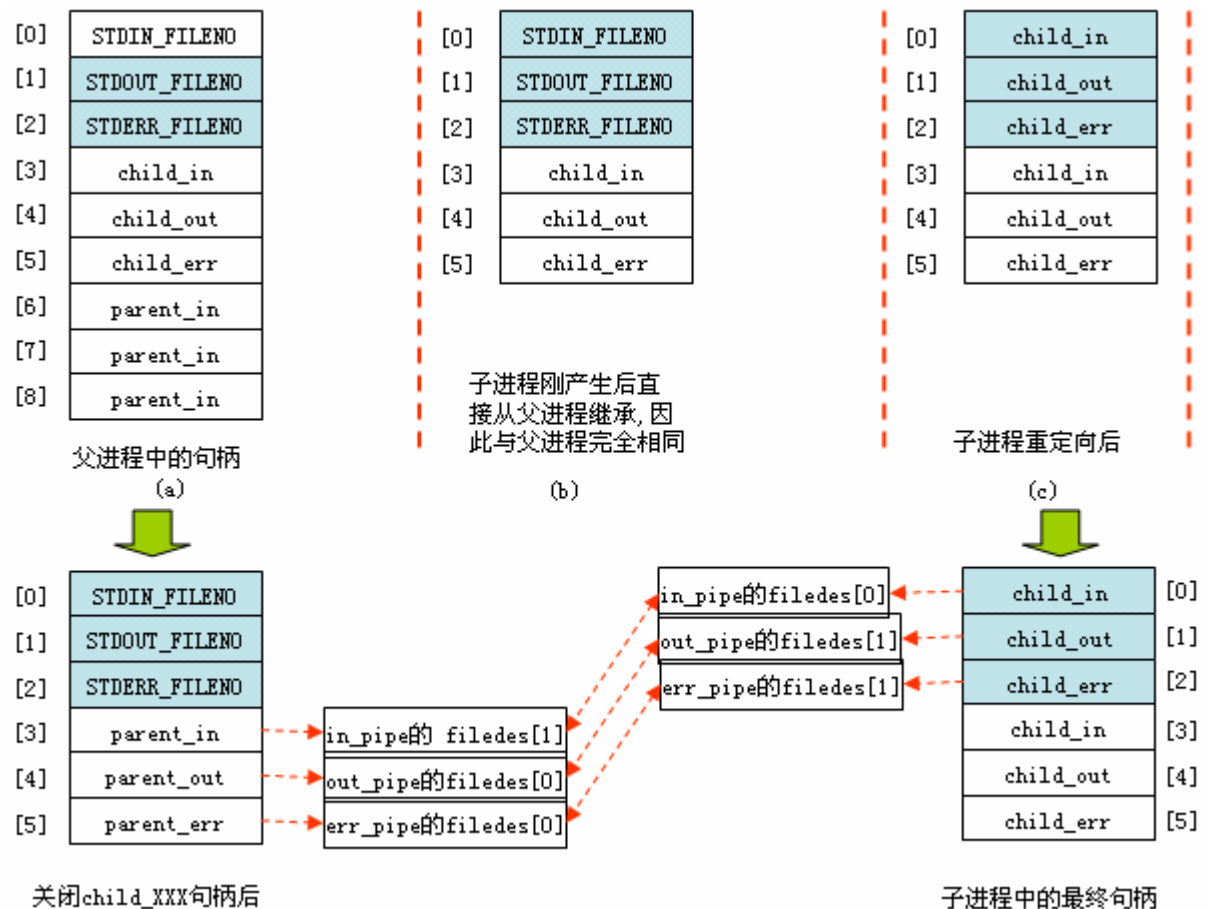 [0] STDIN_FILENO
[1] STDOUT_FILENO
[2] STDERR_FILENO
[3] child_in
[4] child_out
[5] child_err
[6] parent_in
[7] parent_in
[8] parent_in
父进程中的句柄
(a)
[0] STDIN_FILENO
[1] STDOUT_FILENO
[2] STDERR_FILENO
[3] child_in
[4] child_out
[5] child_err
子进程刚产生后直
接从父进程继承,因
此与父进程完全相同
(b)
[0] child_in
[1] child_out
[2] child_err
[3] child_in
[4] child_out
[5] child_err
子进程重定向后
(c)
[0] STDIN_FILENO
[1] STDOUT_FILENO
[2] STDERR_FILENO
[3] parent_in
[4] parent_out
[5] parent_err
关闭child_XXX句柄后
in_pipe的 filedes[1]
out_pipe的filedes[0]
err_pipe的filedes[0]
in_pipe的filedes[0]
out_pipe的filedes[1]
err_pipe的filedes[1]
child_in [0]
child_out [1]
child_err [2]
child_in [3]
child_out [4]
child_err [5]
子进程中的最终句柄